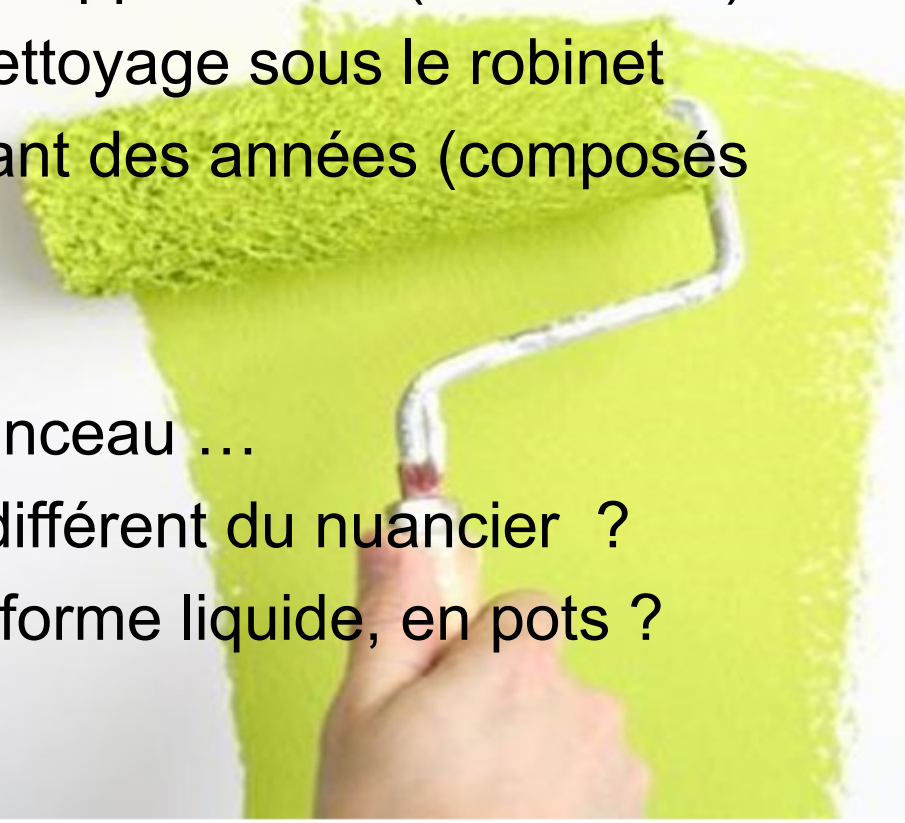 ettoyage sous le robinet
ant des années (composés
nceau …
différent du nuancier ?
forme liquide, en pots ?